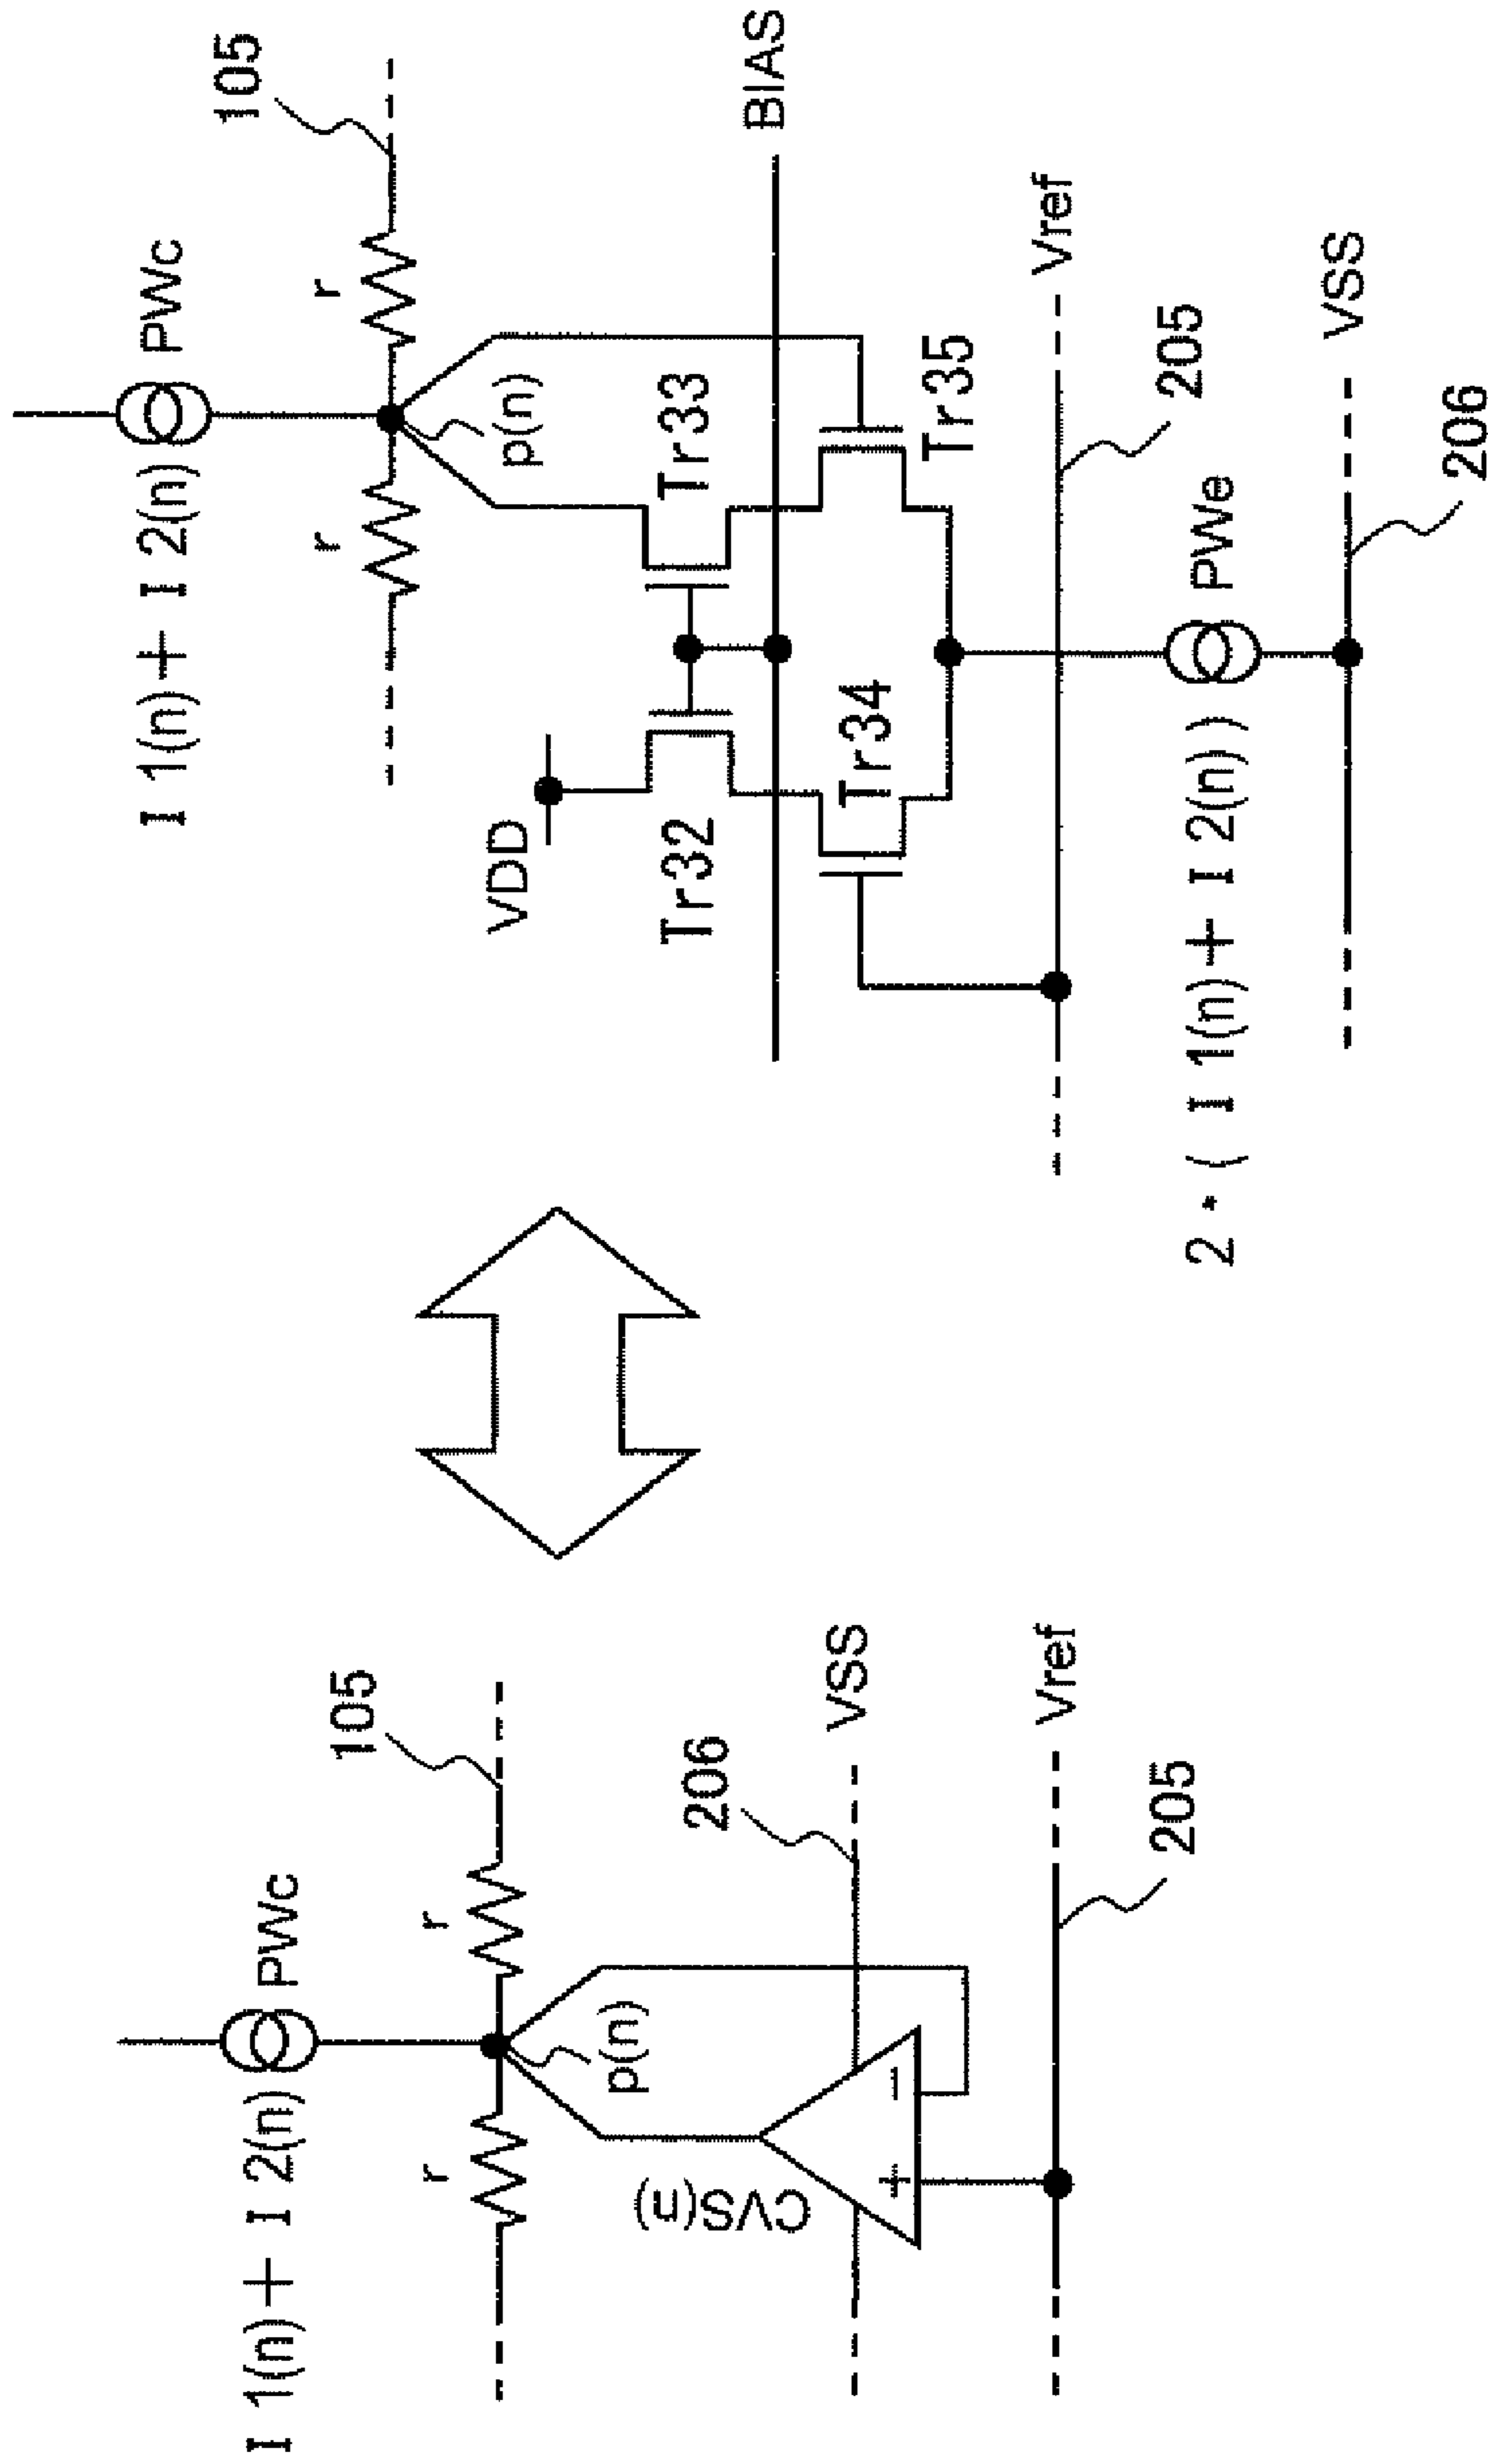 I 1(n)+ I 2(n)
PWc
105
r
r
p(n)
CVS(n)
206
VSS
+
−
Vref
205
I 1(n)+ I 2(n)
PWc
105
r
r
p(n)
VDD
Tr32
Tr33
BIAS
Tr34
Tr35
Vref
205
2・( I 1(n)+ I 2(n))
PWe
VSS
206